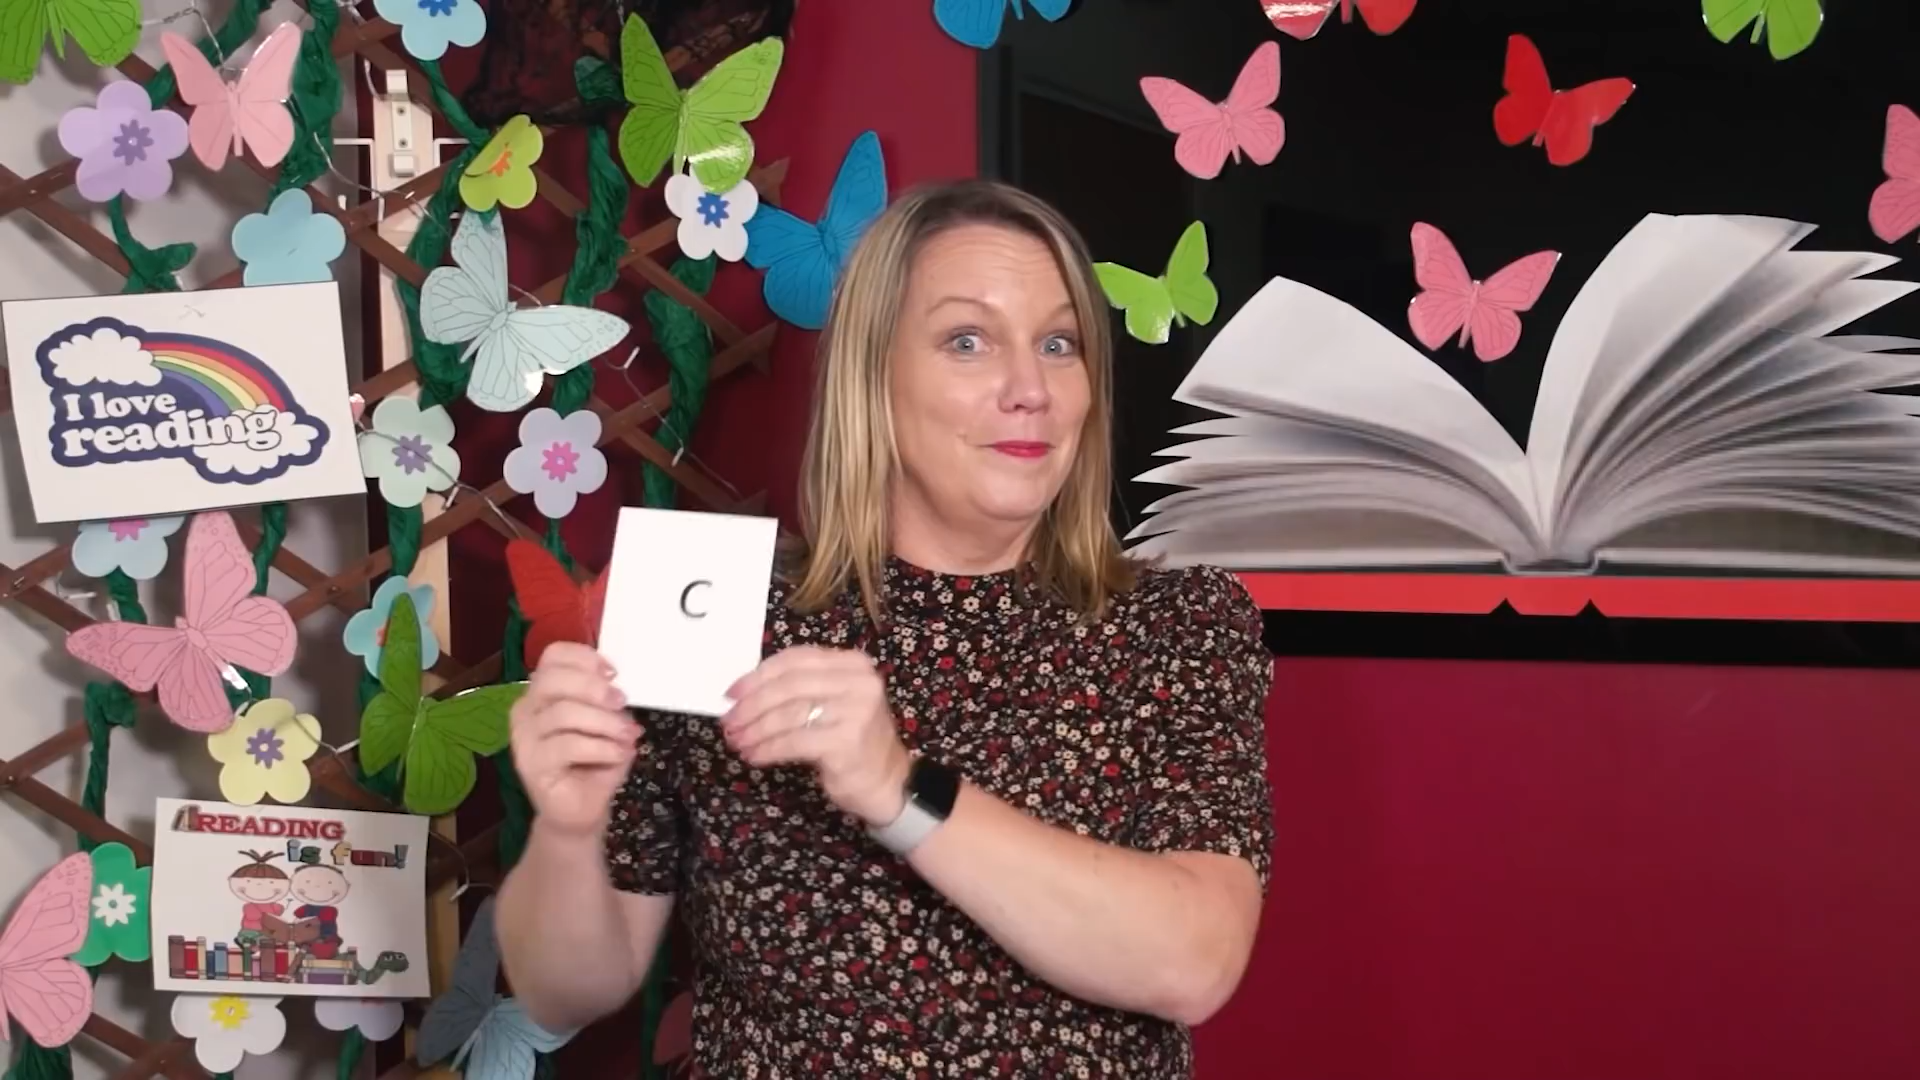 I love
reading
READING
is fun!
c